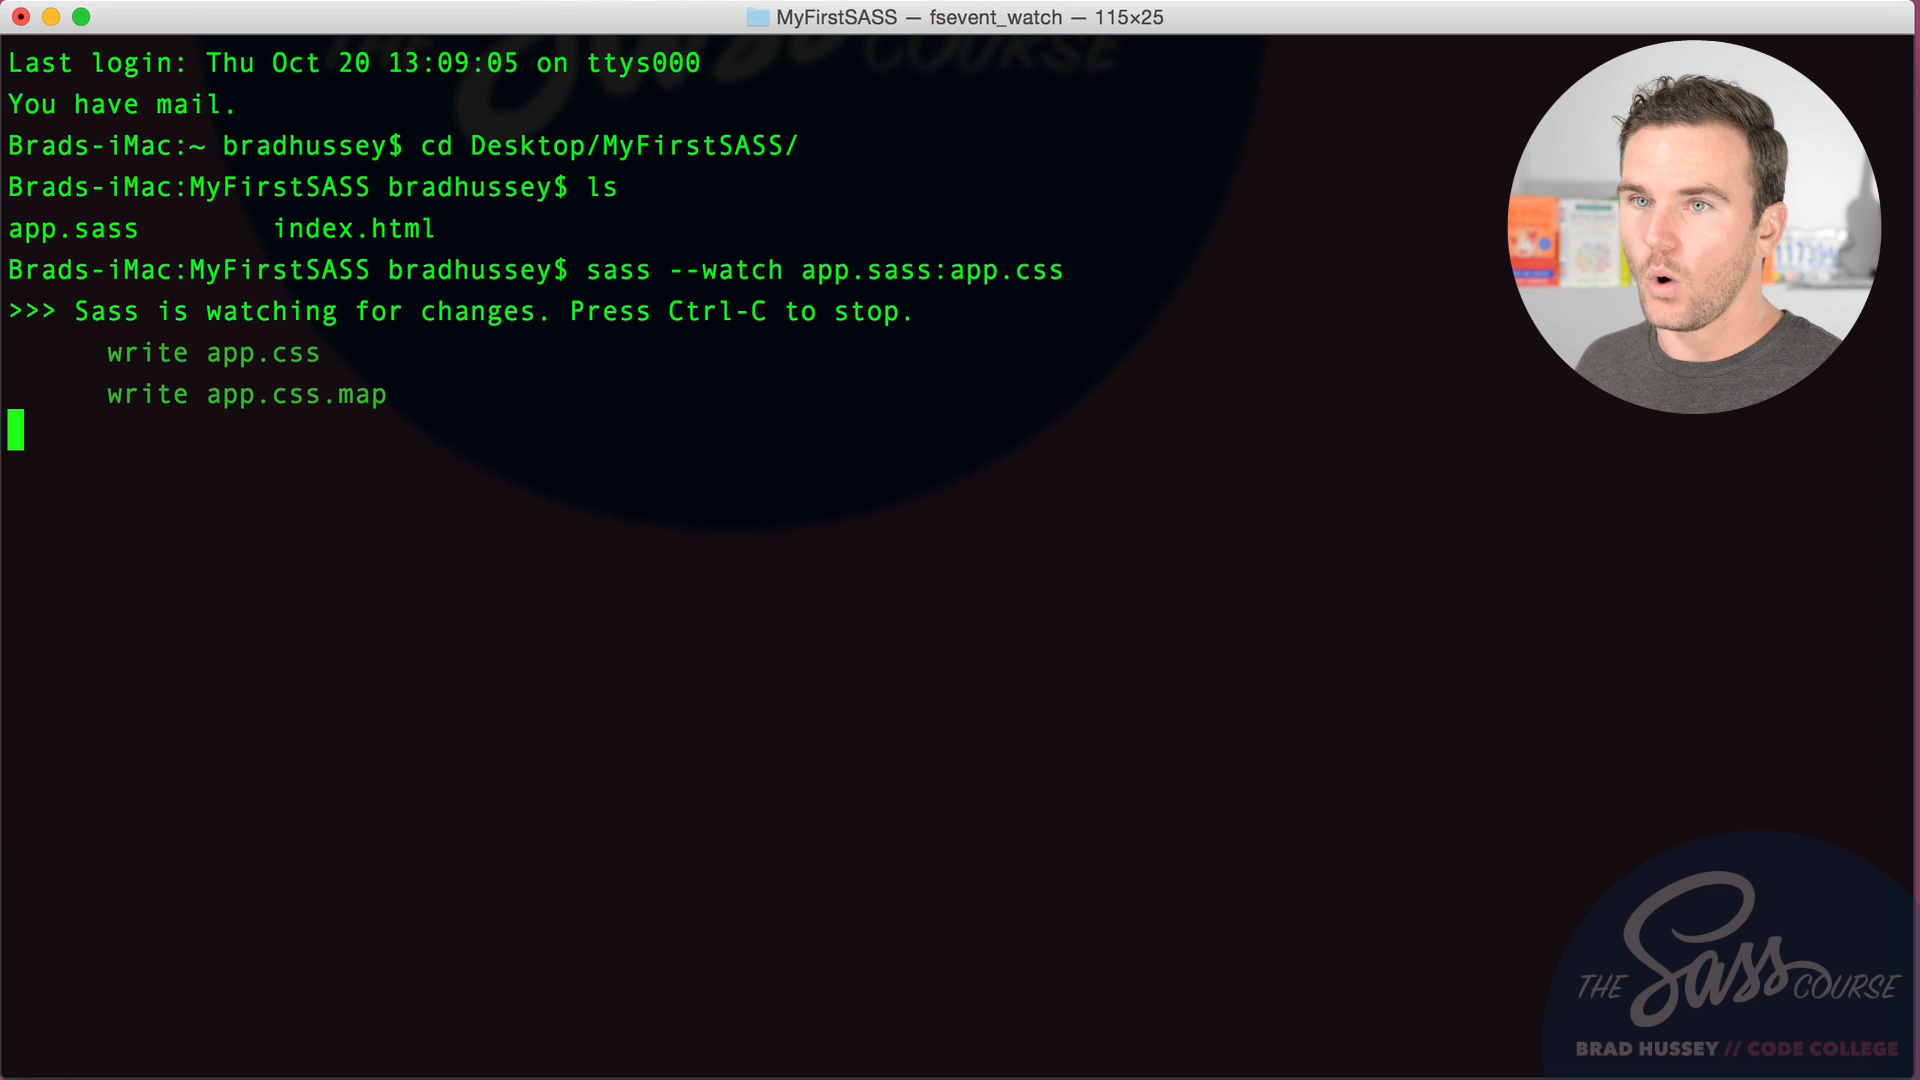 MyFirstSASS — fsevent_watch — 115×25
THE Sass COURSE
Last login: Thu Oct 20 13:09:05 on ttys000
You have mail.
Brads-iMac:~ bradhussey$ cd Desktop/MyFirstSASS/
Brads-iMac:MyFirstSASS bradhussey$ ls
app.sass        index.html
Brads-iMac:MyFirstSASS bradhussey$ sass --watch app.sass:app.css
>>> Sass is watching for changes. Press Ctrl-C to stop.
      write app.css
      write app.css.map
THE Sass COURSE
BRAD HUSSEY // CODE COLLEGE